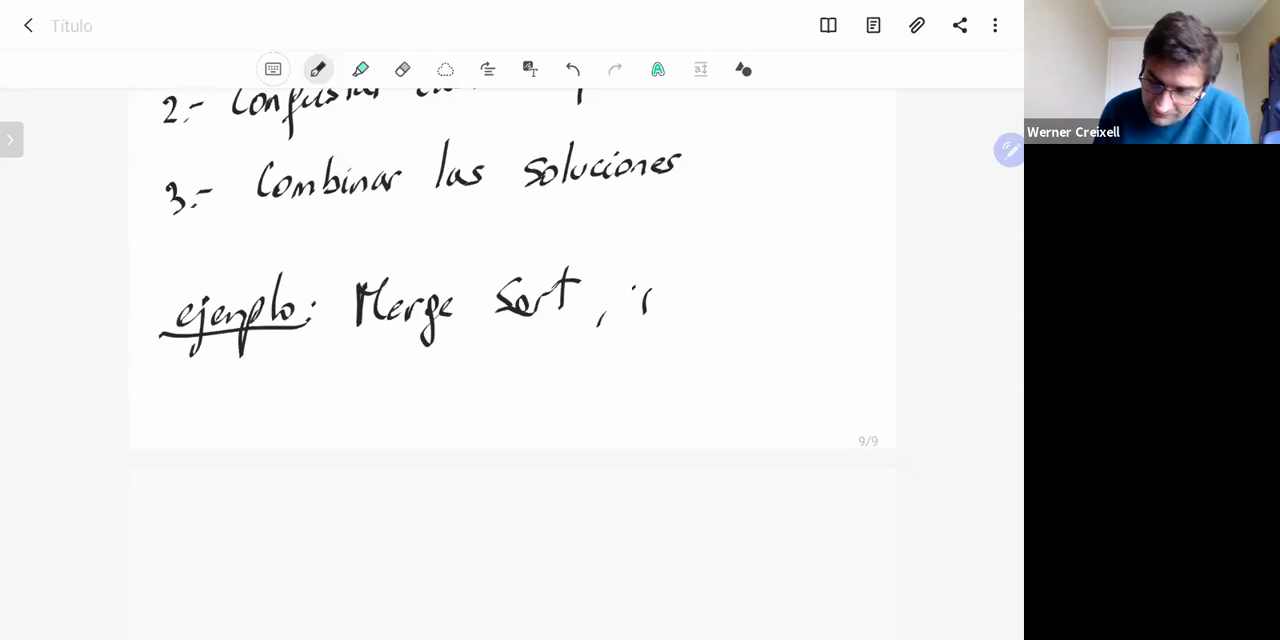 Título
2.-
3.- Combinar las soluciones
ejemplo: Merge Sort,
9/9
Werner Creixell